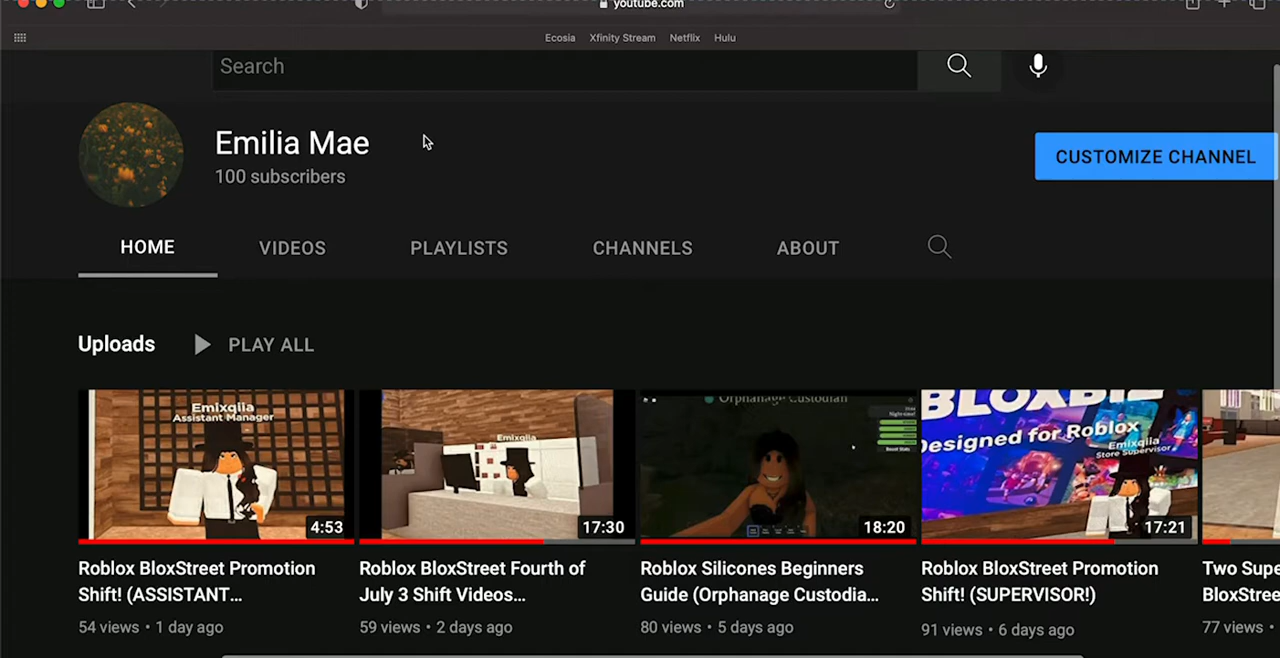 youtube.com
Ecosia Xfinity Stream Netflix Hulu
Search
Emilia Mae
100 subscribers
CUSTOMIZE CHANNEL
HOME VIDEOS PLAYLISTS CHANNELS ABOUT
Uploads PLAY ALL
Emixqiia
Assistant Manager
4:53
Emixqiia
17:30
Orphanage Custodian
18:20
BLOXBIZ
Designed for Roblox
Emixqiia
Store Supervisor
17:21
Roblox BloxStreet Promotion
Shift! (ASSISTANT...
54 views • 1 day ago
Roblox BloxStreet Fourth of
July 3 Shift Videos...
59 views • 2 days ago
Roblox Silicones Beginners
Guide (Orphanage Custodia...
80 views • 5 days ago
Roblox BloxStreet Promotion
Shift! (SUPERVISOR!)
91 views • 6 days ago
Two Supe
BloxStree
77 views •